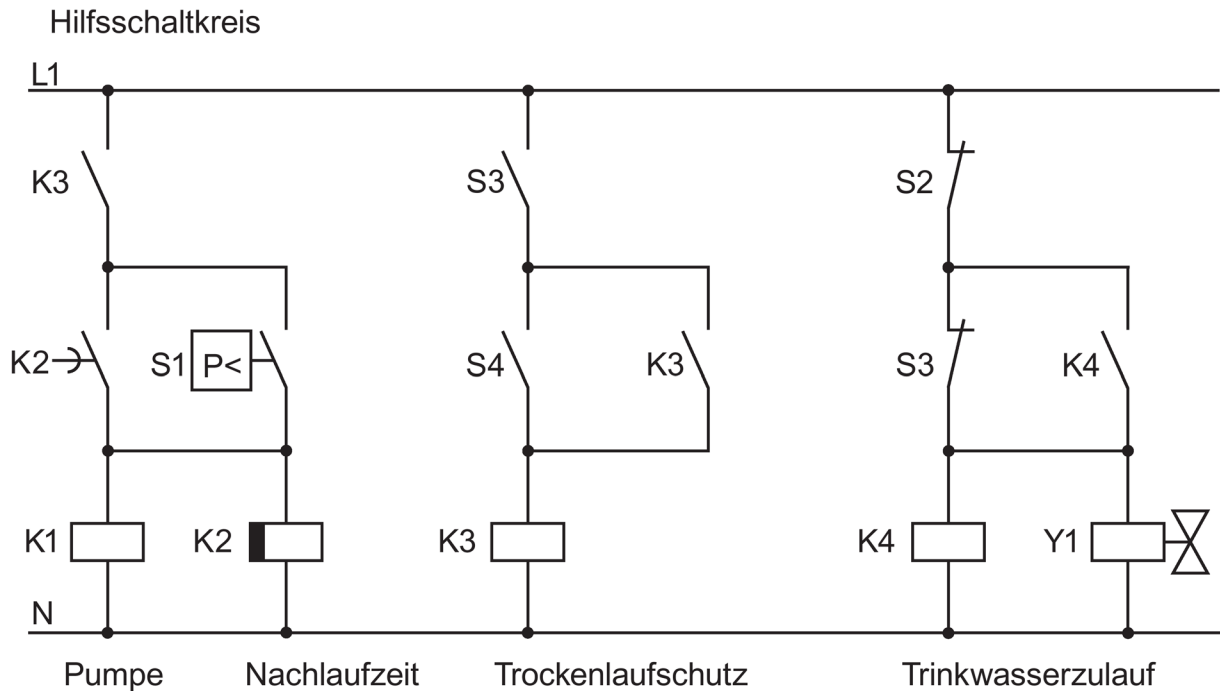 Hilfsschaltkreis
L1
K3
S3
S2
K2
S1
P<
S4
K3
S3
K4
K1
K2
K3
K4
Y1
N
Pumpe
Nachlaufzeit
Trockenlaufschutz
Trinkwasserzulauf